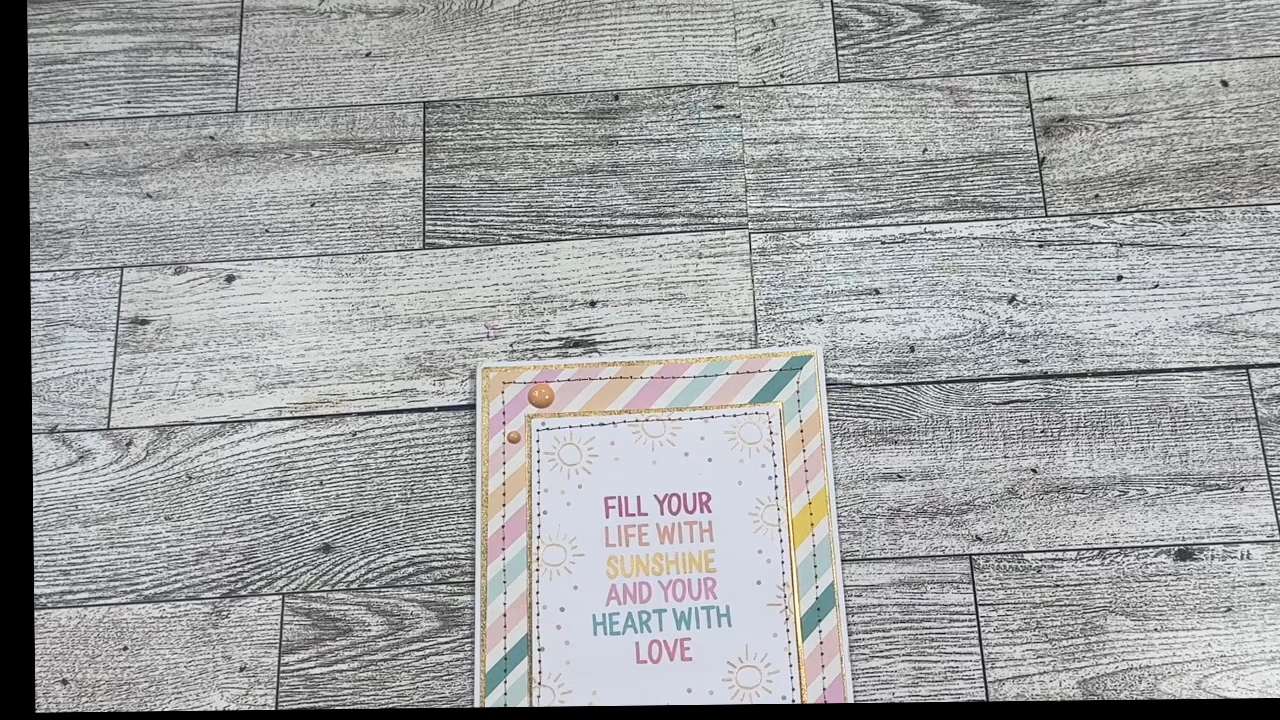 FILL YOUR
LIFE WITH
SUNSHINE
AND YOUR
HEART WITH
LOVE